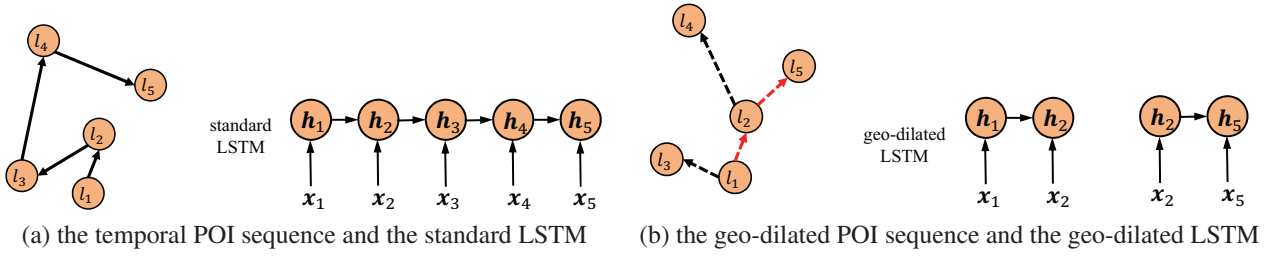 l₄
l₅
l₂
l₃
l₁
standard
LSTM
h₁ h₂ h₃ h₄ h₅
x₁ x₂ x₃ x₄ x₅
(a) the temporal POI sequence and the standard LSTM
l₄
l₅
l₂
l₃
l₁
geo-dilated
LSTM
h₁ h₂ h₂ h₅
x₁ x₂ x₂ x₅
(b) the geo-dilated POI sequence and the geo-dilated LSTM